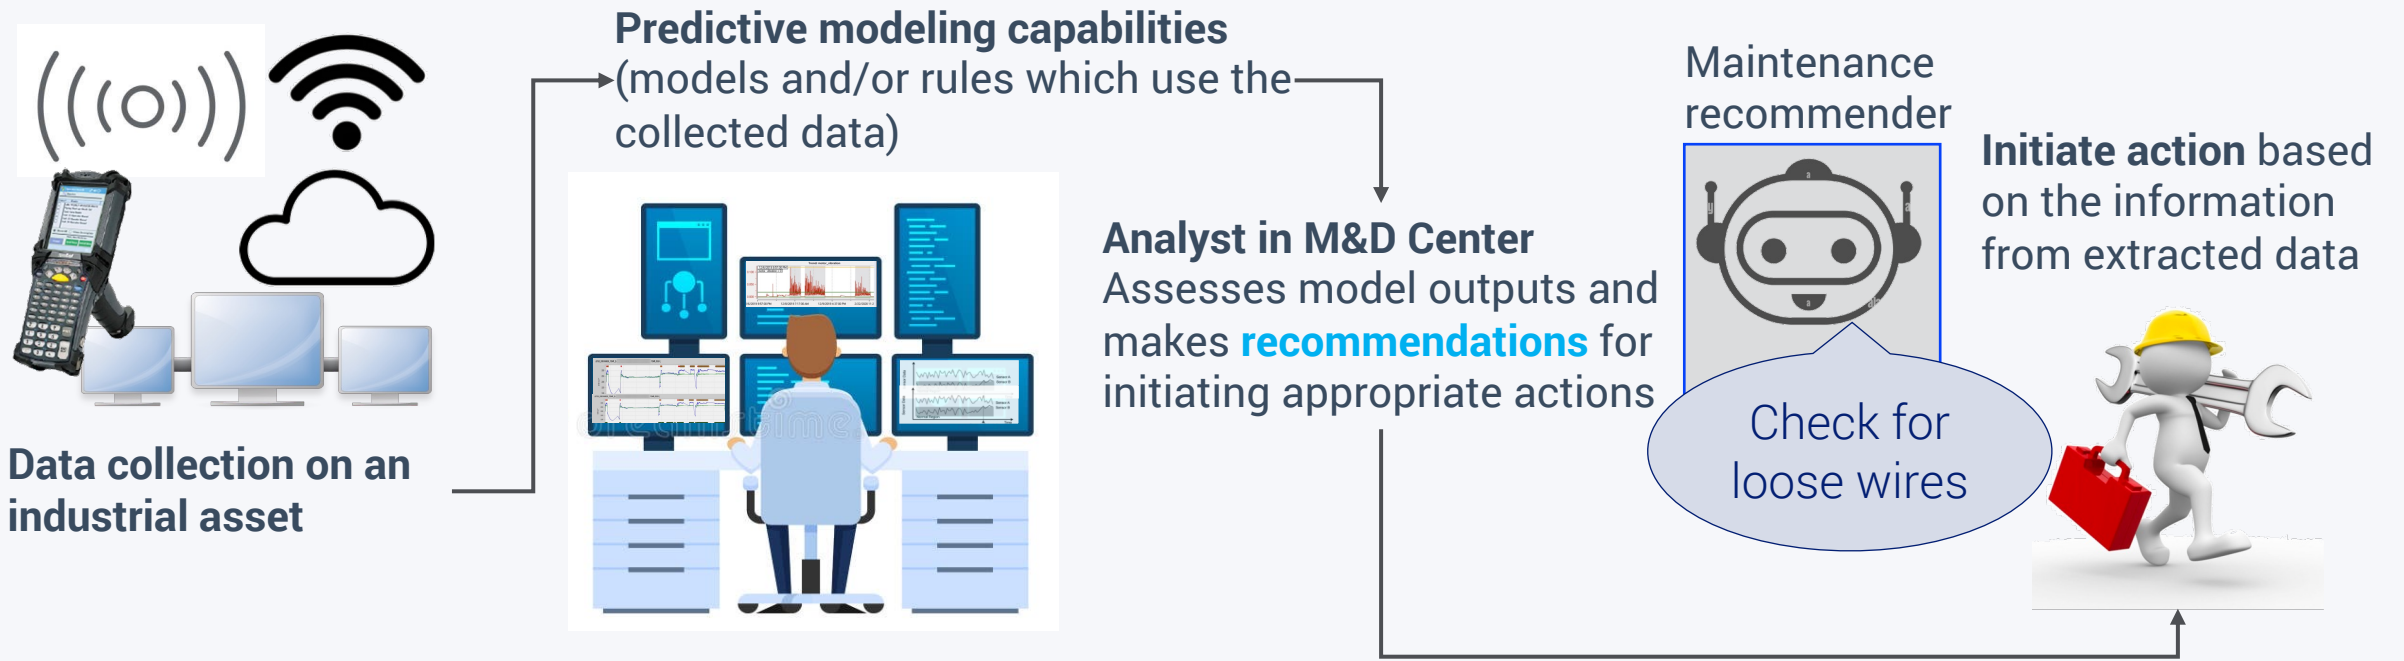 Predictive modeling capabilities
(models and/or rules which use the
collected data)
Data collection on an
industrial asset
Analyst in M&D Center
Assesses model outputs and
makes recommendations for
initiating appropriate actions
Maintenance
recommender
Check for
loose wires
Initiate action based
on the information
from extracted data
dreamstime